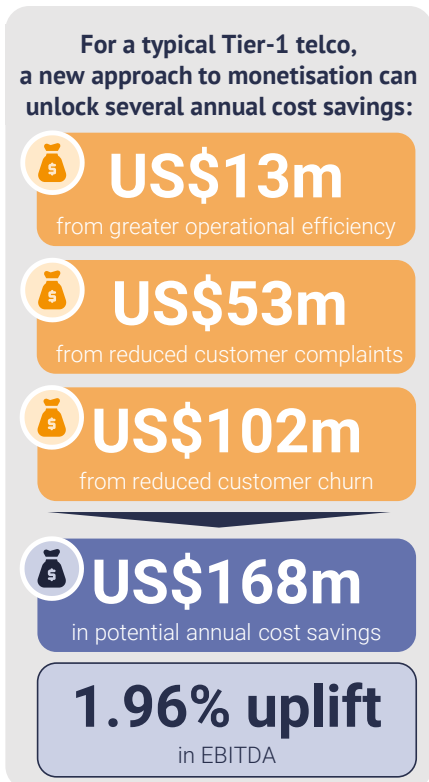 For a typical Tier-1 telco,
a new approach to monetisation can
unlock several annual cost savings:
$
US$13m
from greater operational efficiency
$
US$53m
from reduced customer complaints
$
US$102m
from reduced customer churn
$
US$168m
in potential annual cost savings
1.96% uplift
in EBITDA